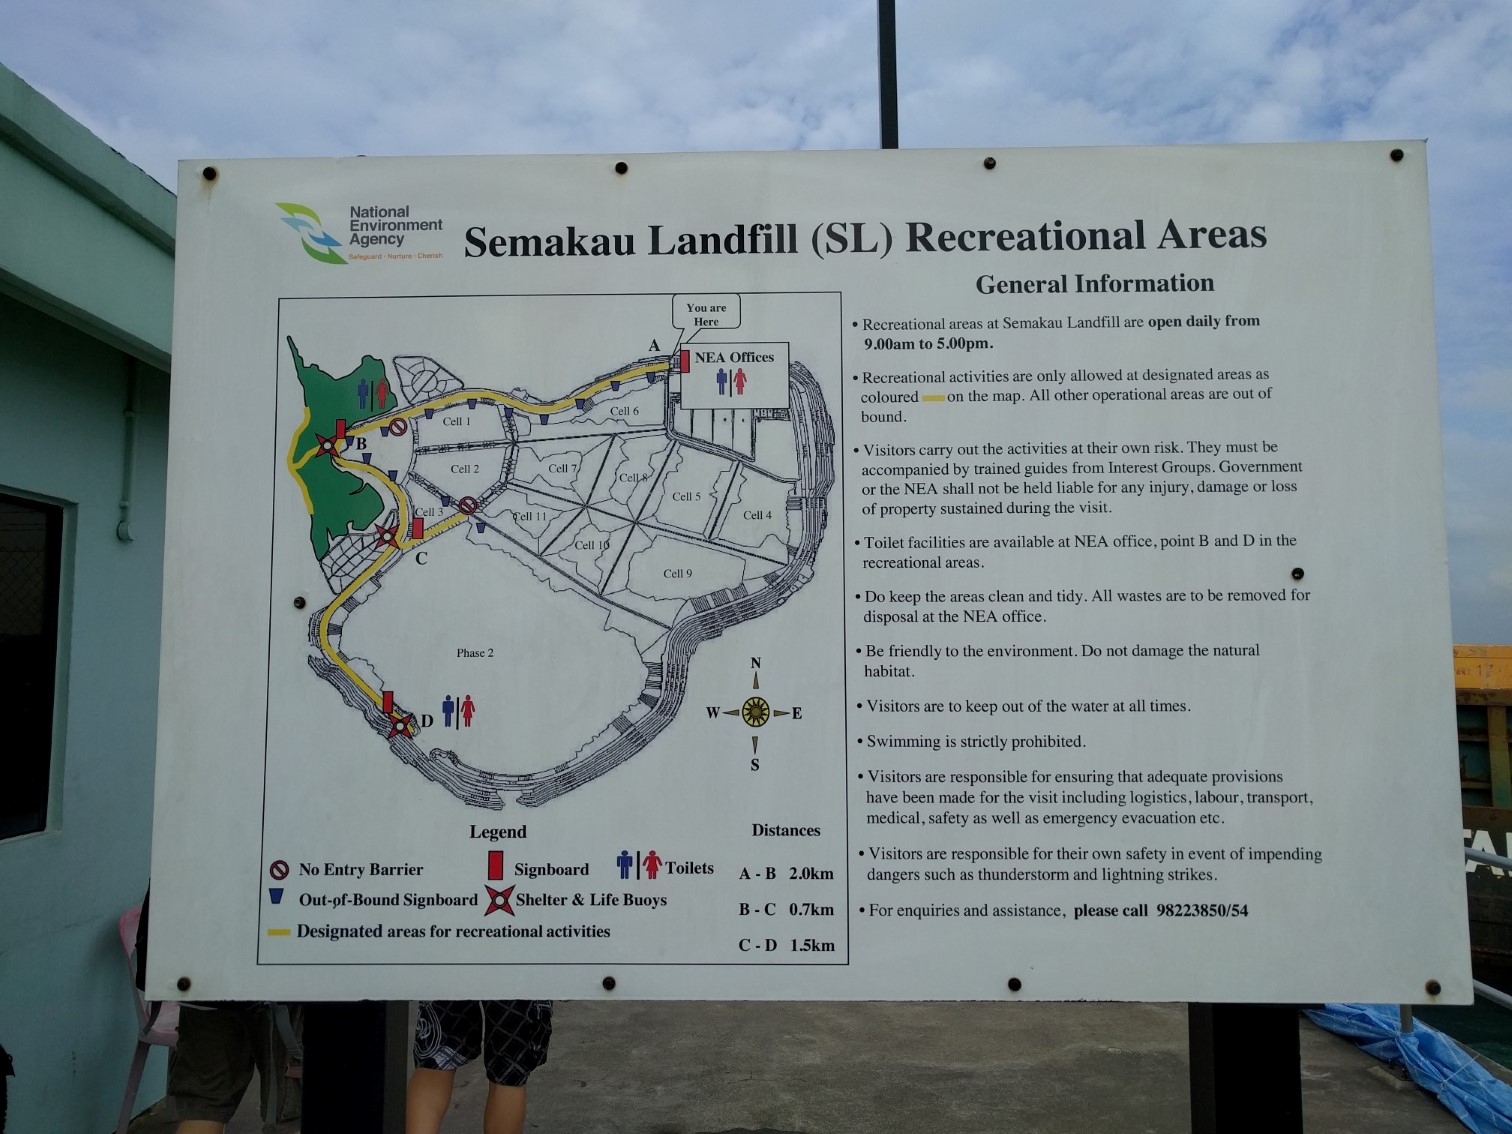 National
Environment
Agency
Safeguard · Nurture · Cherish
Semakau Landfill (SL) Recreational Areas
You are
Here
A
NEA Offices
Cell 6
Cell 1
B
Cell 2
Cell 7
Cell 8
Cell 5
Cell 3
Cell 11
Cell 4
C
Cell 10
Cell 9
Phase 2
D
N
W
E
S
Legend
No Entry Barrier
Signboard
Toilets
Out-of-Bound Signboard
Shelter & Life Buoys
Designated areas for recreational activities
Distances
A - B 2.0km
B - C 0.7km
C - D 1.5km
General Information
• Recreational areas at Semakau Landfill are open daily from
9.00am to 5.00pm.
• Recreational activities are only allowed at designated areas as
coloured on the map. All other operational areas are out of
bound.
• Visitors carry out the activities at their own risk. They must be
accompanied by trained guides from Interest Groups. Government
or the NEA shall not be held liable for any injury, damage or loss
of property sustained during the visit.
• Toilet facilities are available at NEA office, point B and D in the
recreational areas.
• Do keep the areas clean and tidy. All wastes are to be removed for
disposal at the NEA office.
• Be friendly to the environment. Do not damage the natural
habitat.
• Visitors are to keep out of the water at all times.
• Swimming is strictly prohibited.
• Visitors are responsible for ensuring that adequate provisions
have been made for the visit including logistics, labour, transport,
medical, safety as well as emergency evacuation etc.
• Visitors are responsible for their own safety in event of impending
dangers such as thunderstorm and lightning strikes.
• For enquiries and assistance, please call 98223850/54